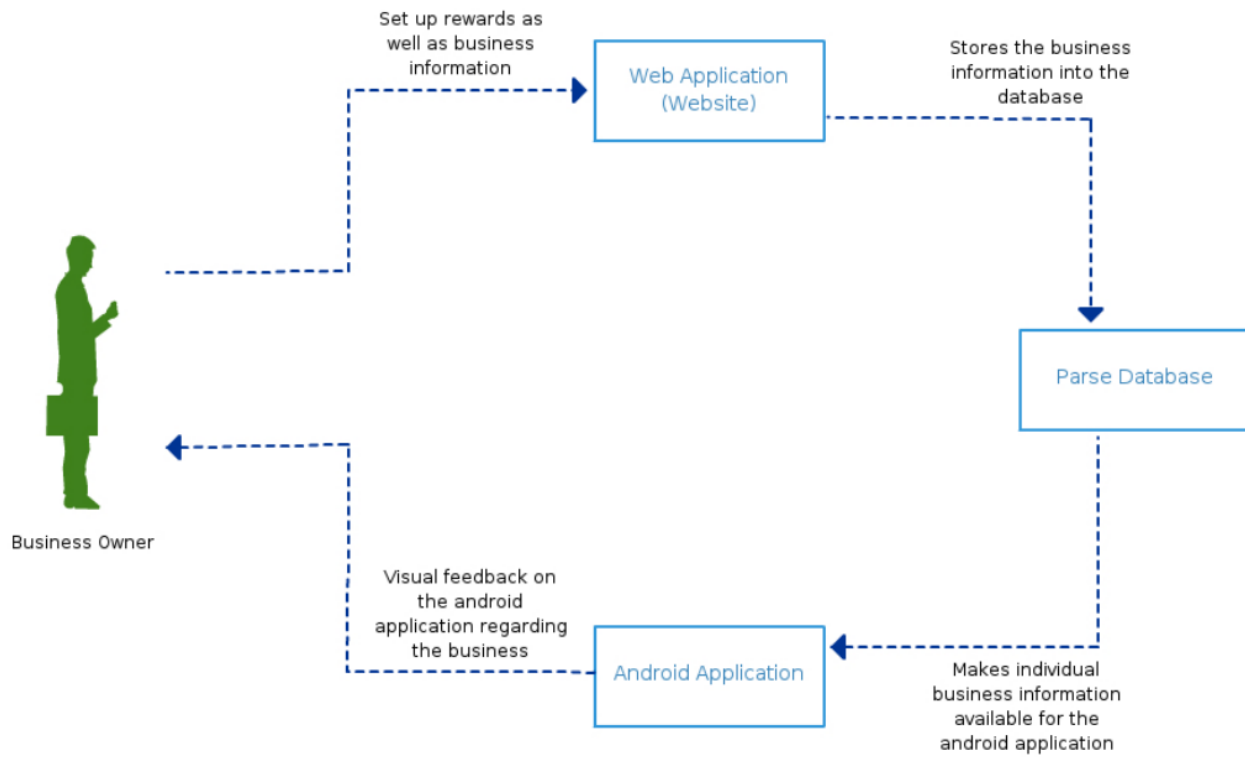 Set up rewards as
well as business
information
Web Application
(Website)
Stores the business
information into the
database
Parse Database
Business Owner
Visual feedback on
the android
application regarding
the business
Android Application
Makes individual
business information
available for the
android application